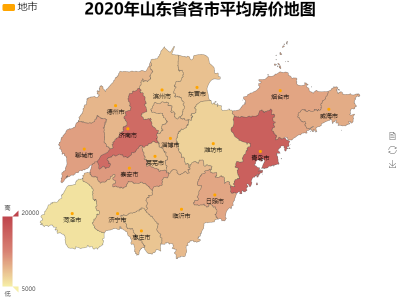 地市
2020年山东省各市平均房价地图
滨州市
东营市
德州市
烟台市
威海市
济南市
淄博市
潍坊市
青岛市
聊城市
莱芜市
泰安市
日照市
菏泽市
济宁市
临沂市
枣庄市
高
20000
5000
低